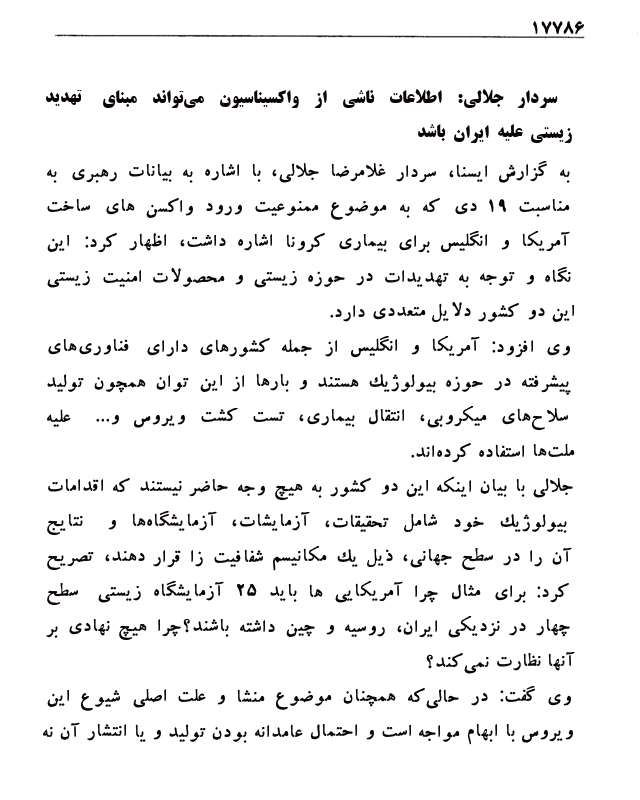 ۱۷۷۸۶
سردار جلالی: اطلاعات ناشی از واکسیناسیون می‌تواند مبنای تهدید
زیستی علیه ایران باشد
به گزارش ایسنا، سردار غلامرضا جلالی، با اشاره به بیانات رهبری به
مناسبت ۱۹ دی که به موضوع ممنوعیت ورود واکسن های ساخت
آمریکا و انگلیس برای بیماری کرونا اشاره داشت، اظهار کرد: این
نگاه و توجه به تهدیدات در حوزه زیستی و محصولات امنیت زیستی
این دو کشور دلایل متعددی دارد.
وی افزود: آمریکا و انگلیس از جمله کشورهای دارای فناوری‌های
پیشرفته در حوزه بیولوژیك هستند و بارها از این توان همچون تولید
سلاح‌های میکروبی، انتقال بیماری، تست کشت ویروس و... علیه
ملت‌ها استفاده کرده‌اند.
جلالی با بیان اینکه این دو کشور به هیچ وجه حاضر نیستند که اقدامات
بیولوژیك خود شامل تحقیقات، آزمایشات، آزمایشگاه‌ها و نتایج
آن را در سطح جهانی، ذیل یك مکانیسم شفافیت زا قرار دهند، تصریح
کرد: برای مثال چرا آمریکایی ها باید ۲۵ آزمایشگاه زیستی سطح
چهار در نزدیکی ایران، روسیه و چین داشته باشند؟چرا هیچ نهادی بر
آنها نظارت نمی‌کند؟
وی گفت: در حالی‌که همچنان موضوع منشا و علت اصلی شیوع این
ویروس با ابهام مواجه است و احتمال عامدانه بودن تولید و یا انتشار آن نه